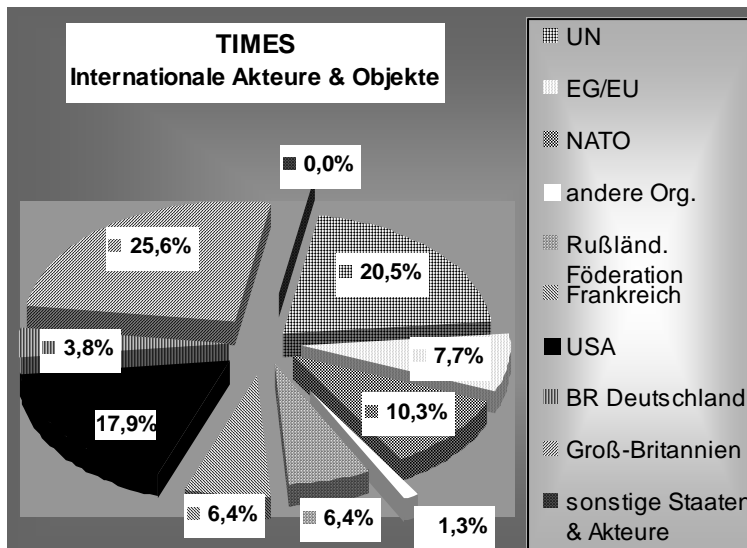 TIMES
Internationale Akteure & Objekte
0,0%
25,6%
20,5%
3,8%
7,7%
17,9%
10,3%
6,4%
6,4%
1,3%
UN
EG/EU
NATO
andere Org.
Rußländ.
Föderation
Frankreich
USA
BR Deutschland
Groß-Britannien
sonstige Staaten
& Akteure